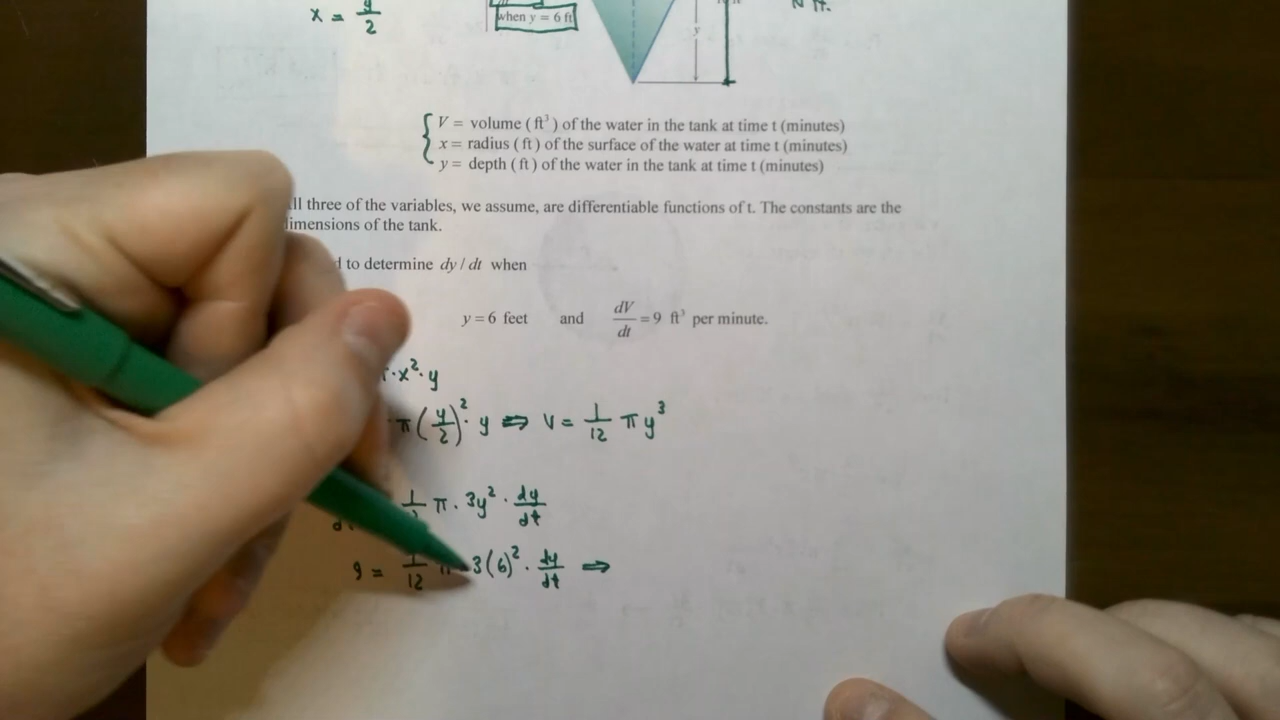 x = y/2
when y = 6 ft
y
ft.
V = volume (ft³) of the water in the tank at time t (minutes)
x = radius (ft) of the surface of the water at time t (minutes)
y = depth (ft) of the water in the tank at time t (minutes)
ll three of the variables, we assume, are differentiable functions of t. The constants are the
imensions of the tank.
to determine dy / dt when
y = 6 feet and dV/dt = 9 ft³ per minute.
· x² · y
π (y/2)² · y ⇒ V = 1/12 π y³
π · 3y² · dy/dt
9 = 1/12 3(6)² · dy/dt ⇒